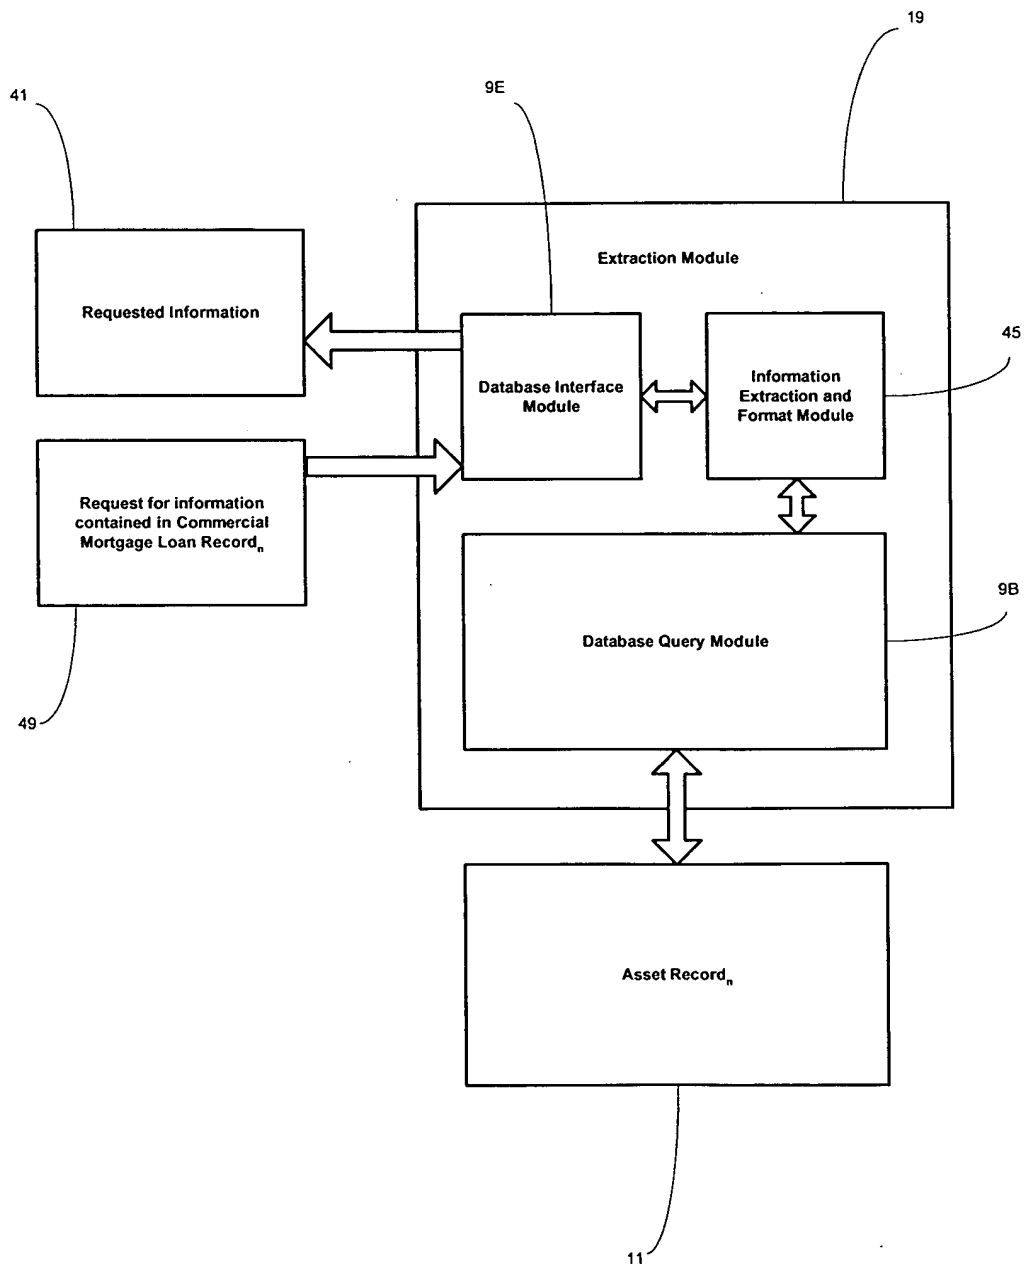 19
9E
41
Extraction Module
Requested Information
Database Interface
Module
Information
Extraction and
Format Module
45
Request for information
contained in Commercial
Mortgage Loan Recordₙ
Database Query Module
9B
49
Asset Recordₙ
11